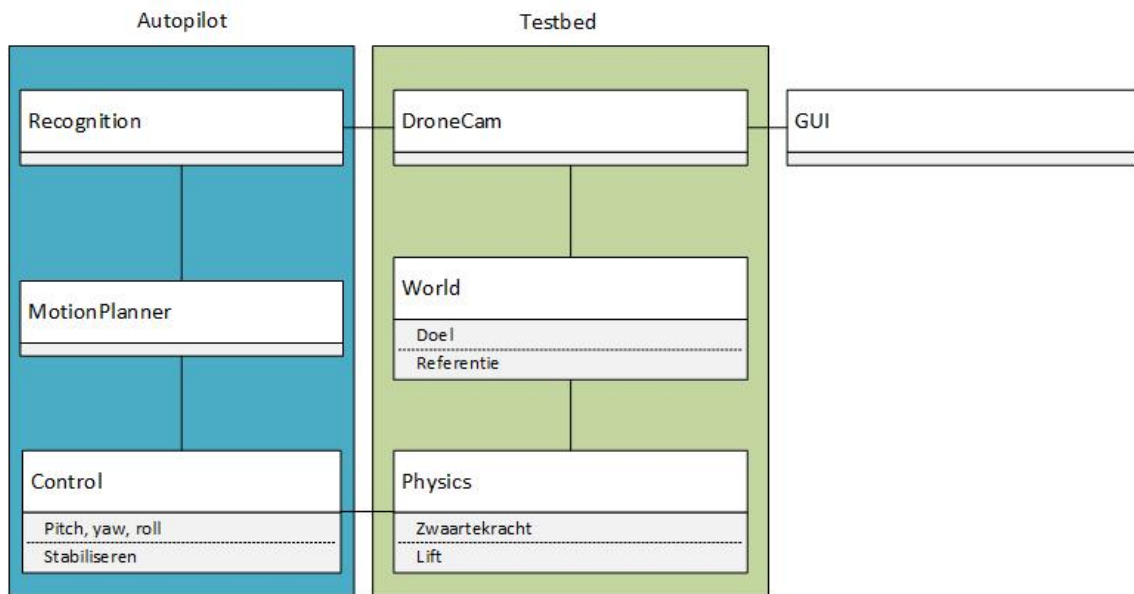 Autopilot
Testbed
Recognition
DroneCam
GUI
MotionPlanner
World
Doel
Referentie
Control
Pitch, yaw, roll
Stabiliseren
Physics
Zwaartekracht
Lift